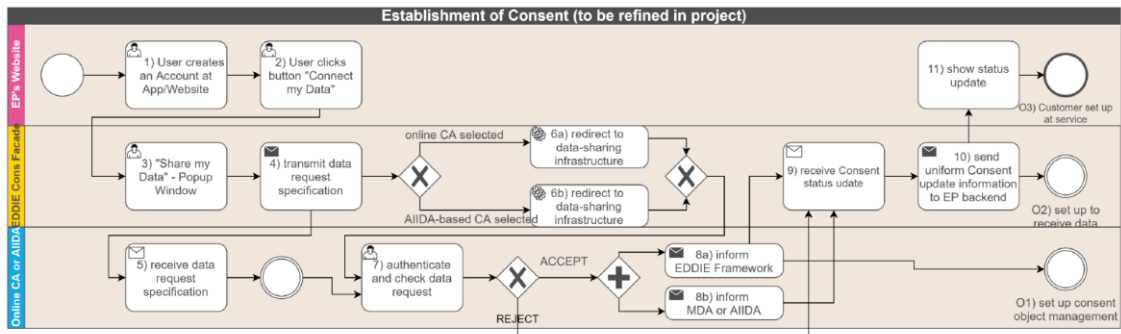 Establishment of Consent (to be refined in project)
EP's Website
1) User creates
an Account at
App/Website
2) User clicks
button "Connect
my Data"
11) show status
update
O3) Customer set up
at service
EDDIE Cons Facade
3) "Share my
Data" - Popup
Window
4) transmit data
request
specification
online CA selected
AIIDA-based CA selected
6a) redirect to
data-sharing
infrastructure
6b) redirect to
data-sharing
infrastructure
9) receive Consent
status udate
10) send
uniform Consent
update information
to EP backend
O2) set up to
receive data
Online CA or AIIDA
5) receive data
request
specification
7) authenticate
and check data
request
ACCEPT
REJECT
8a) inform
EDDIE Framework
8b) inform
MDA or AIIDA
O1) set up consent
object management